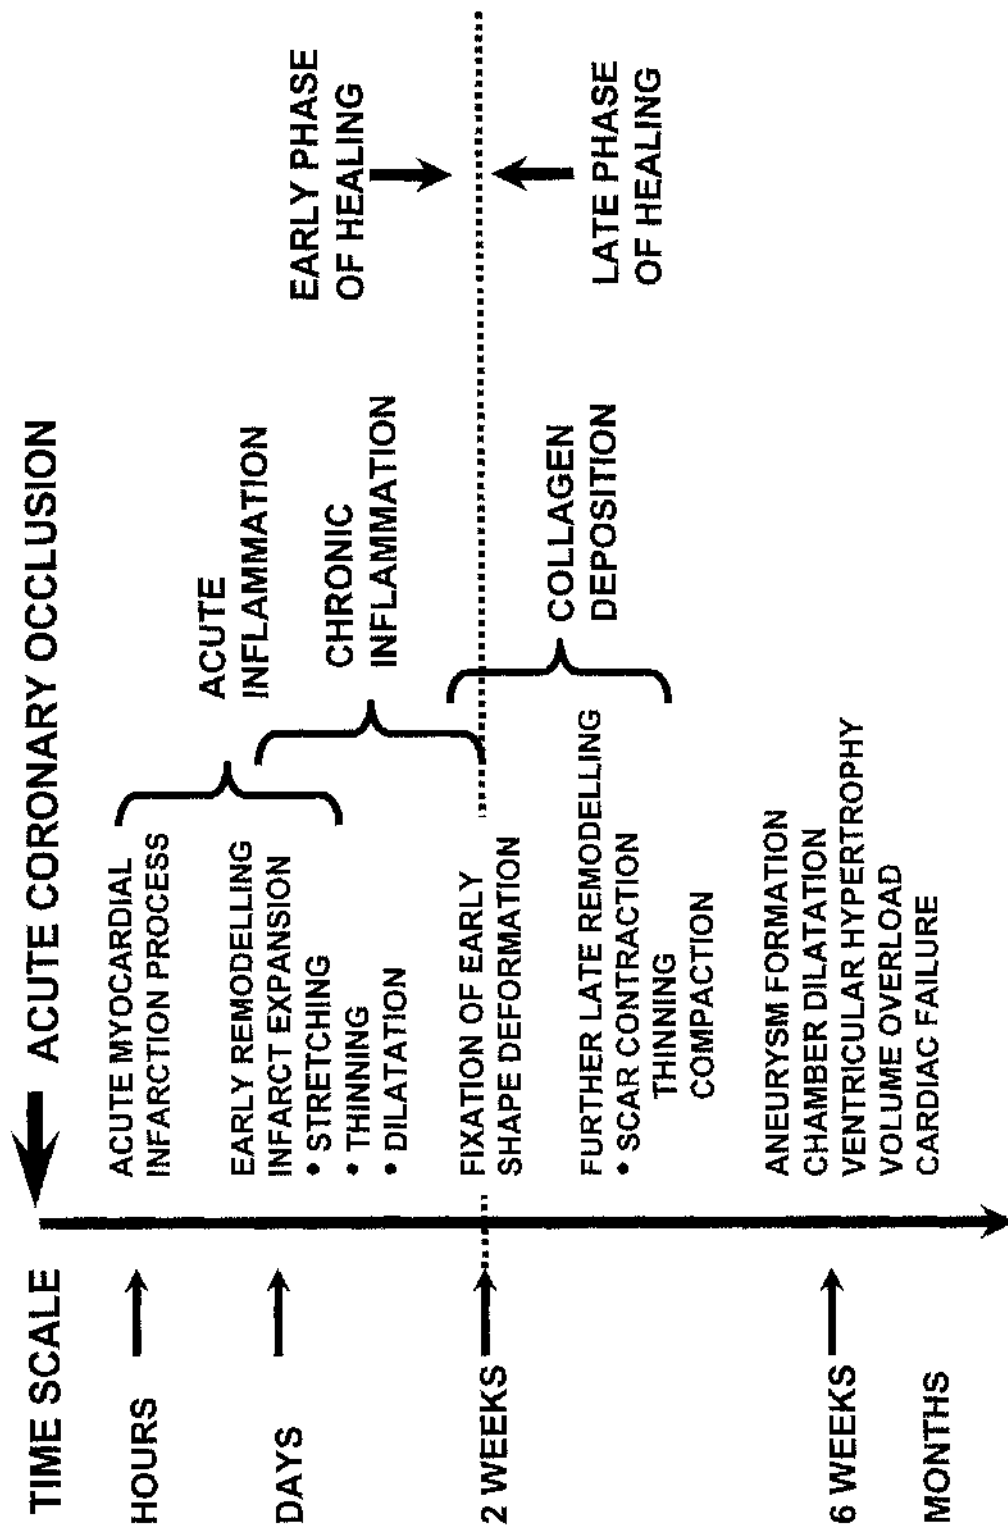 TIME SCALE
ACUTE CORONARY OCCLUSION
HOURS
ACUTE MYOCARDIAL
INFARCTION PROCESS
ACUTE
INFLAMMATION
DAYS
EARLY REMODELLING
INFARCT EXPANSION
• STRETCHING
• THINNING
• DILATATION
CHRONIC
INFLAMMATION
EARLY PHASE
OF HEALING
2 WEEKS
FIXATION OF EARLY
SHAPE DEFORMATION
FURTHER LATE REMODELLING
• SCAR CONTRACTION
THINNING
COMPACTION
COLLAGEN
DEPOSITION
LATE PHASE
OF HEALING
6 WEEKS
ANEURYSM FORMATION
CHAMBER DILATATION
VENTRICULAR HYPERTROPHY
VOLUME OVERLOAD
CARDIAC FAILURE
MONTHS